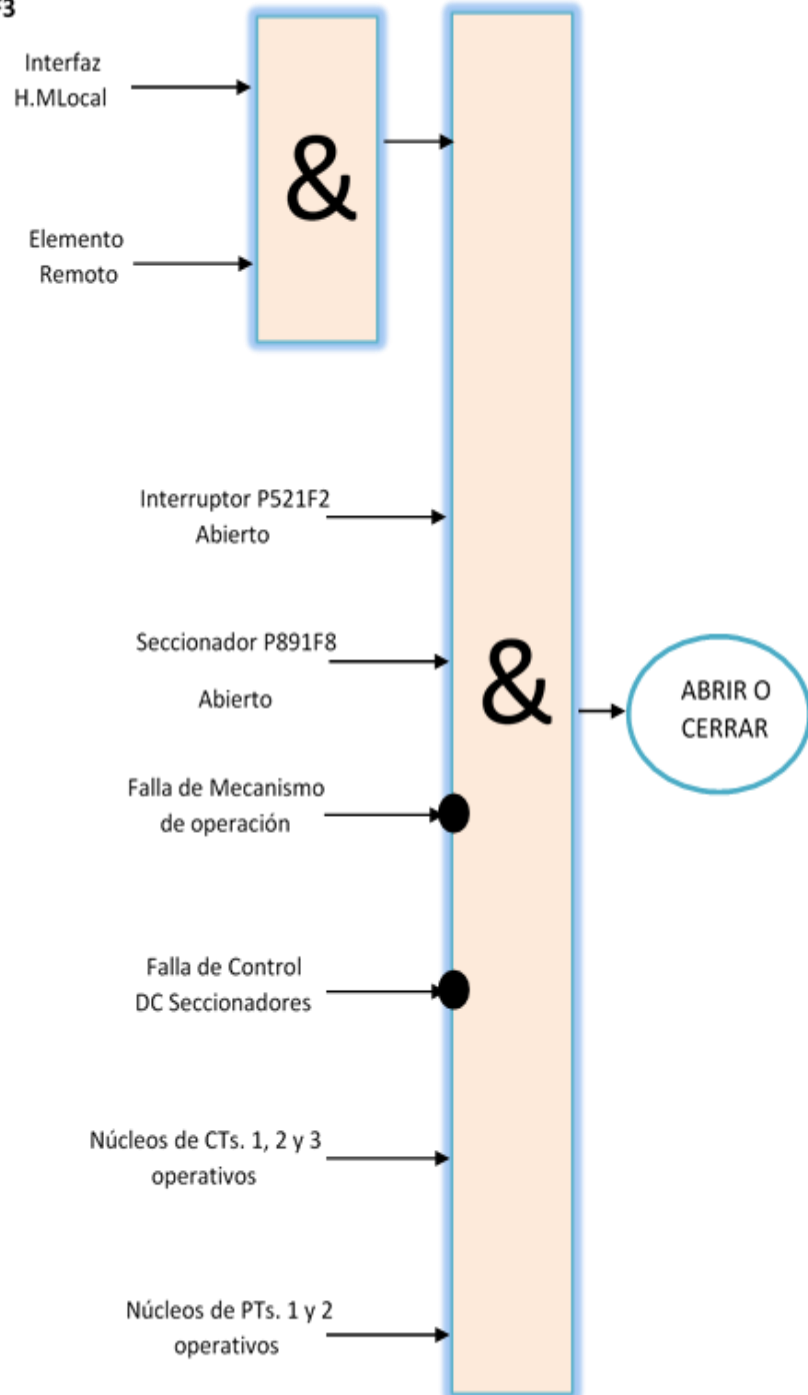 Interfaz
H.MLocal
&
Elemento
Remoto
Interruptor P521F2
Abierto
Seccionador P891F8
Abierto
&
ABRIR O
CERRAR
Falla de Mecanismo
de operación
Falla de Control
DC Seccionadores
Núcleos de CTs. 1, 2 y 3
operativos
Núcleos de PTs. 1 y 2
operativos